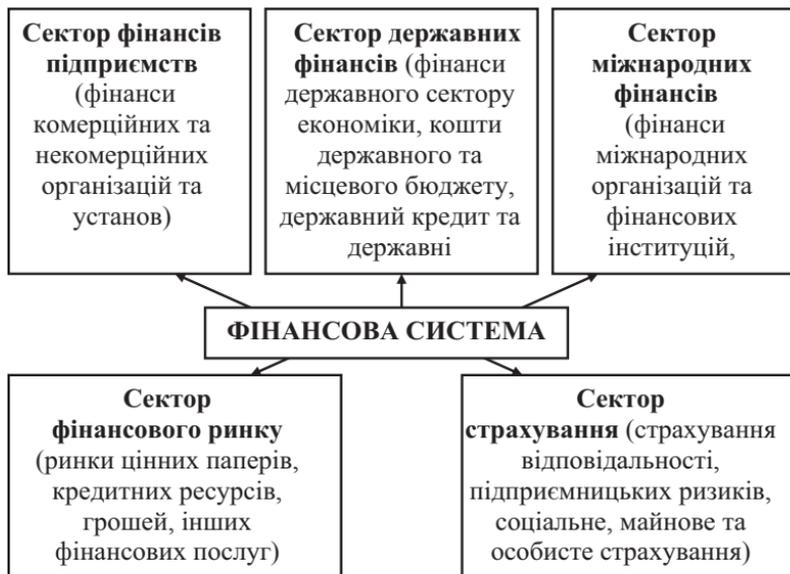 Сектор фінансів
підприємств
(фінанси
комерційних та
некомерційних
організацій та
установ)
Сектор державних
фінансів (фінанси
державного сектору
економіки, кошти
державного та
місцевого бюджету,
державний кредит та
державні
Сектор
міжнародних
фінансів
(фінанси
міжнародних
організацій та
фінансових
інституцій,
ФІНАНСОВА СИСТЕМА
Сектор
фінансового ринку
(ринки цінних паперів,
кредитних ресурсів,
грошей, інших
фінансових послуг)
Сектор
страхування (страхування
відповідальності,
підприємницьких ризиків,
соціальне, майнове та
особисте страхування)